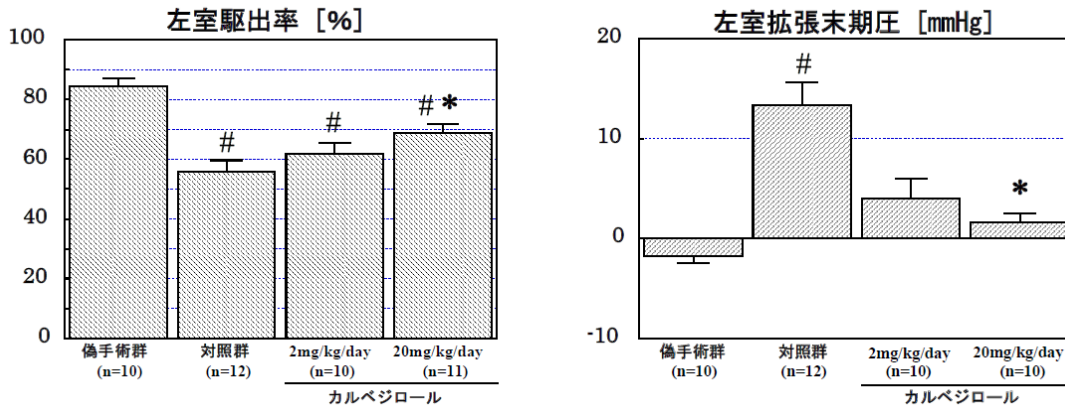 左室駆出率 [%]
100
80
60
40
20
0
#
#
# *
偽手術群
(n=10)
対照群
(n=12)
2mg/kg/day
(n=10)
20mg/kg/day
(n=11)
カルベジロール
左室拡張末期圧 [mmHg]
20
10
0
-10
#
*
偽手術群
(n=10)
対照群
(n=12)
2mg/kg/day
(n=10)
20mg/kg/day
(n=10)
カルベジロール